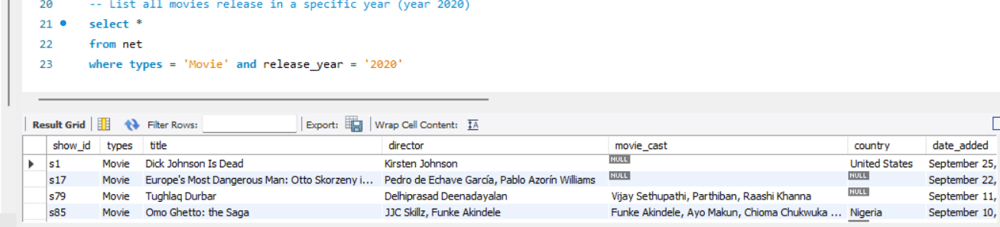 20 -- List all movies release in a specific year (year 2020)
21 select *
22 from net
23 where types = 'Movie' and release_year = '2020'
Result Grid Filter Rows: Export: Wrap Cell Content: IA
show_id types title director movie_cast country date_added
s1 Movie Dick Johnson Is Dead Kirsten Johnson NULL United States September 25,
s17 Movie Europe's Most Dangerous Man: Otto Skorzeny i... Pedro de Echave García, Pablo Azorín Williams NULL NULL September 22,
s79 Movie Tughlaq Durbar Delhiprasad Deenadayalan Vijay Sethupathi, Parthiban, Raashi Khanna NULL September 11,
s85 Movie Omo Ghetto: the Saga JJC Skillz, Funke Akindele Funke Akindele, Ayo Makun, Chioma Chukwuka ... Nigeria September 10,